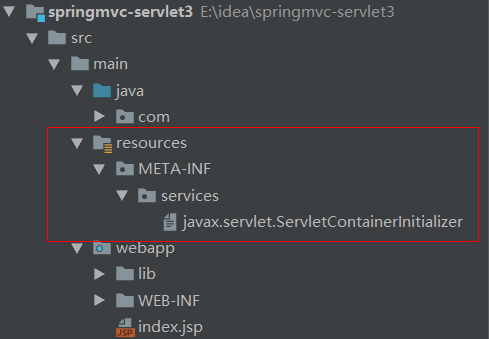 springmvc-servlet3 E:\idea\springmvc-servlet3
src
main
java
com
resources
META-INF
services
javax.servlet.ServletContainerInitializer
webapp
lib
WEB-INF
JSP index.jsp